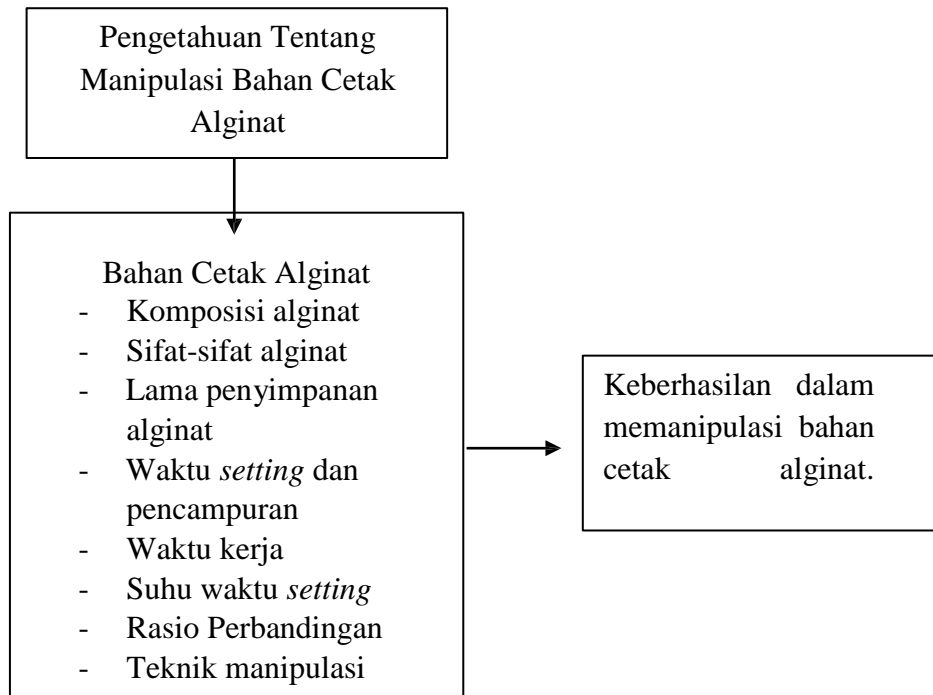 Pengetahuan Tentang
Manipulasi Bahan Cetak
Alginat
Bahan Cetak Alginat
- Komposisi alginat
- Sifat-sifat alginat
- Lama penyimpanan
alginat
- Waktu setting dan
pencampuran
- Waktu kerja
- Suhu waktu setting
- Rasio Perbandingan
- Teknik manipulasi
Keberhasilan dalam
memanipulasi bahan
cetak alginat.